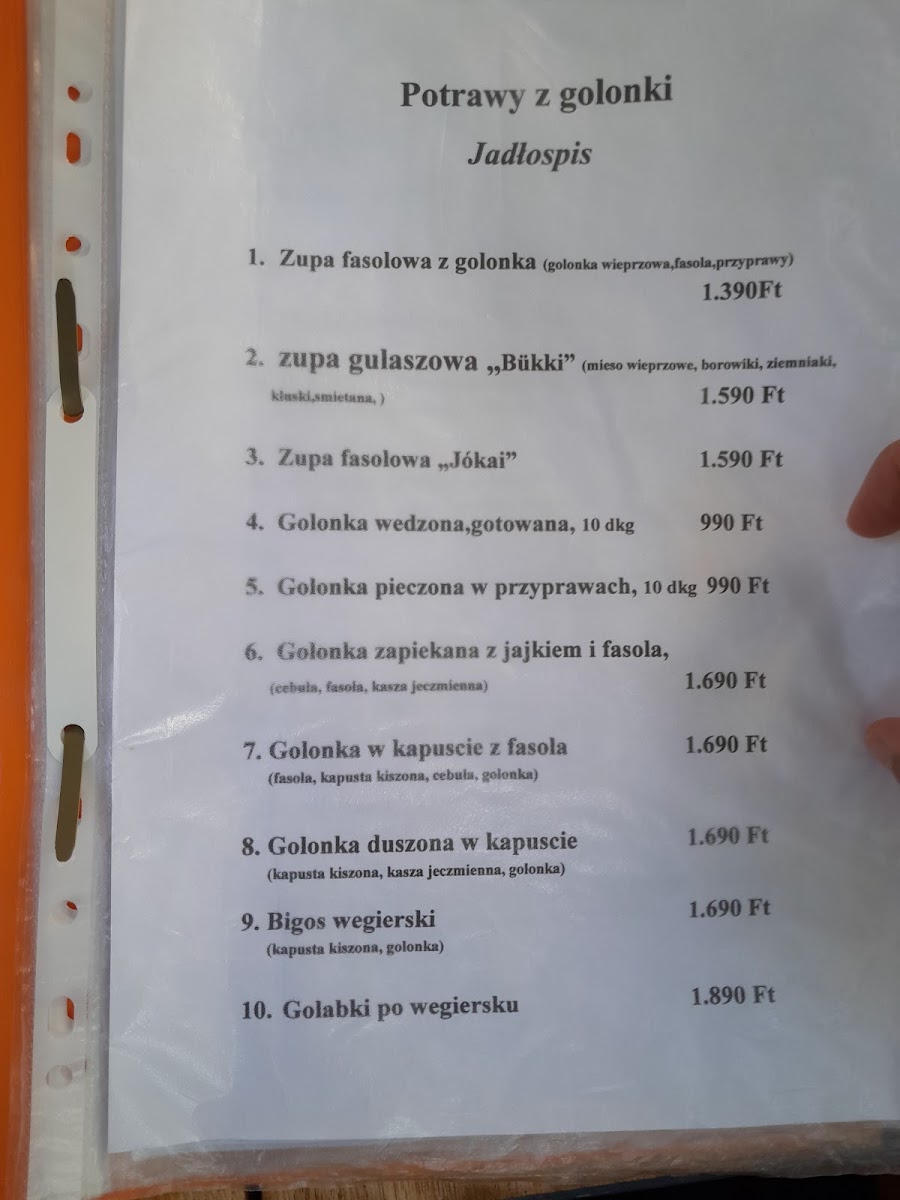 Potrawy z golonki
Jadłospis
1. Zupa fasolowa z golonka (golonka wieprzowa,fasola,przyprawy)
1.390Ft
2. zupa gulaszowa „Bükki” (mieso wieprzowe, borowiki, ziemniaki,
kluski,smietana, ) 1.590 Ft
3. Zupa fasolowa „Jókai” 1.590 Ft
4. Golonka wedzona,gotowana, 10 dkg 990 Ft
5. Golonka pieczona w przyprawach, 10 dkg 990 Ft
6. Golonka zapiekana z jajkiem i fasola,
(cebula, fasola, kasza jeczmienna) 1.690 Ft
7. Golonka w kapuscie z fasola 1.690 Ft
(fasola, kapusta kiszona, cebula, golonka)
8. Golonka duszona w kapuscie 1.690 Ft
(kapusta kiszona, kasza jeczmienna, golonka)
9. Bigos wegierski 1.690 Ft
(kapusta kiszona, golonka)
10. Golabki po wegiersku 1.890 Ft